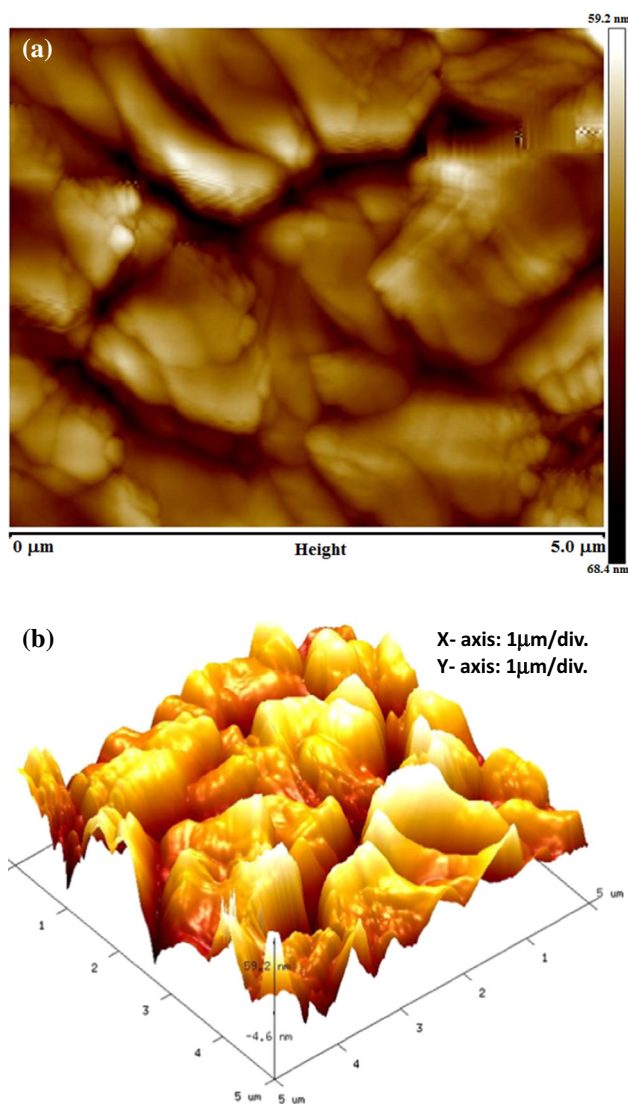 59.2 nm
(a)
0 μm
Height
5.0 μm
68.4 nm
(b)
X- axis: 1μm/div.
Y- axis: 1μm/div.
5 um
1
1
2
2
59.2 nm
3
3
-4.6 nm
4
4
5 um
5 um